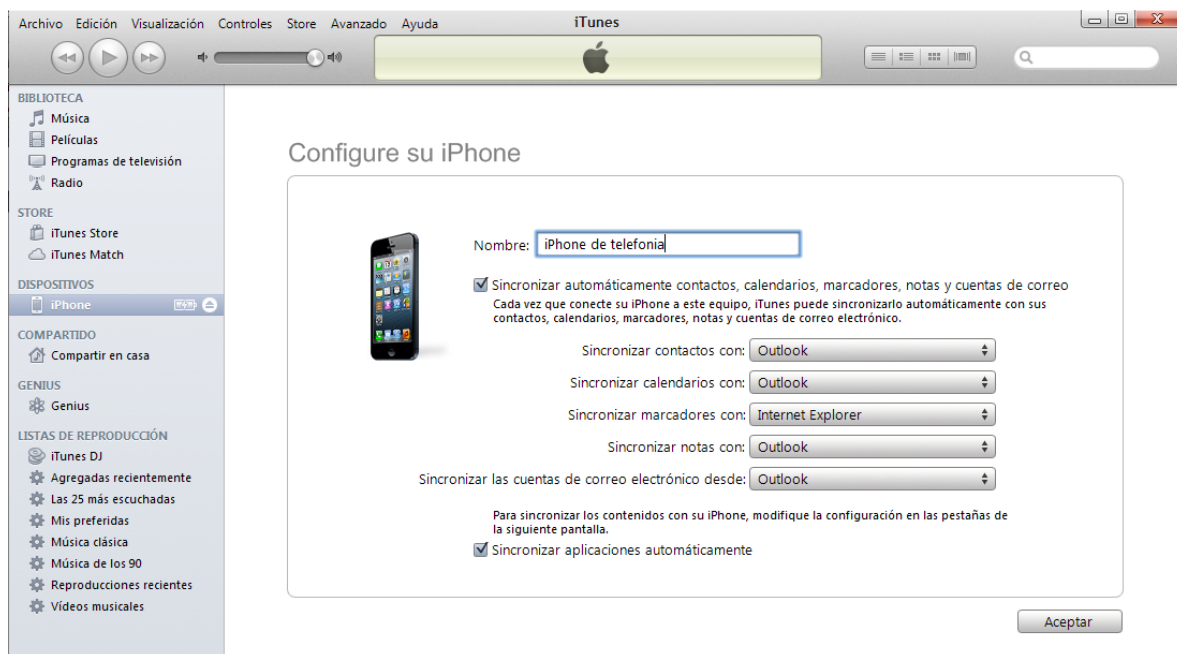 Archivo Edición Visualización Controles Store Avanzado Ayuda
iTunes
BIBLIOTECA
Música
Películas
Programas de televisión
Radio
STORE
iTunes Store
iTunes Match
DISPOSITIVOS
iPhone
COMPARTIDO
Compartir en casa
GENIUS
Genius
LISTAS DE REPRODUCCIÓN
iTunes DJ
Agregadas recientemente
Las 25 más escuchadas
Mis preferidas
Música clásica
Música de los 90
Reproducciones recientes
Vídeos musicales
Configure su iPhone
Nombre: iPhone de telefonia
Sincronizar automáticamente contactos, calendarios, marcadores, notas y cuentas de correo
Cada vez que conecte su iPhone a este equipo, iTunes puede sincronizarlo automáticamente con sus
contactos, calendarios, marcadores, notas y cuentas de correo electrónico.
Sincronizar contactos con: Outlook
Sincronizar calendarios con: Outlook
Sincronizar marcadores con: Internet Explorer
Sincronizar notas con: Outlook
Sincronizar las cuentas de correo electrónico desde: Outlook
Para sincronizar los contenidos con su iPhone, modifique la configuración en las pestañas de
la siguiente pantalla.
Sincronizar aplicaciones automáticamente
Aceptar